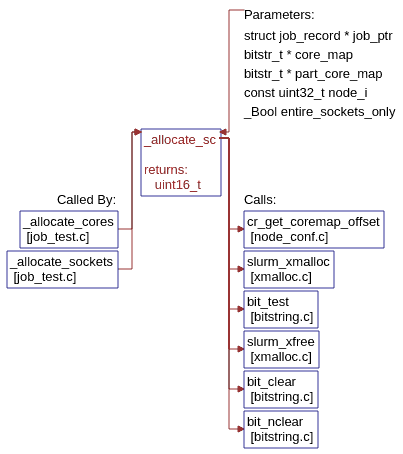 Parameters:
struct job_record * job_ptr
bitstr_t * core_map
bitstr_t * part_core_map
const uint32_t node_i
_Bool entire_sockets_only
_allocate_sc
returns:
uint16_t
Called By:
_allocate_cores
[job_test.c]
_allocate_sockets
[job_test.c]
Calls:
cr_get_coremap_offset
[node_conf.c]
slurm_xmalloc
[xmalloc.c]
bit_test
[bitstring.c]
slurm_xfree
[xmalloc.c]
bit_clear
[bitstring.c]
bit_nclear
[bitstring.c]